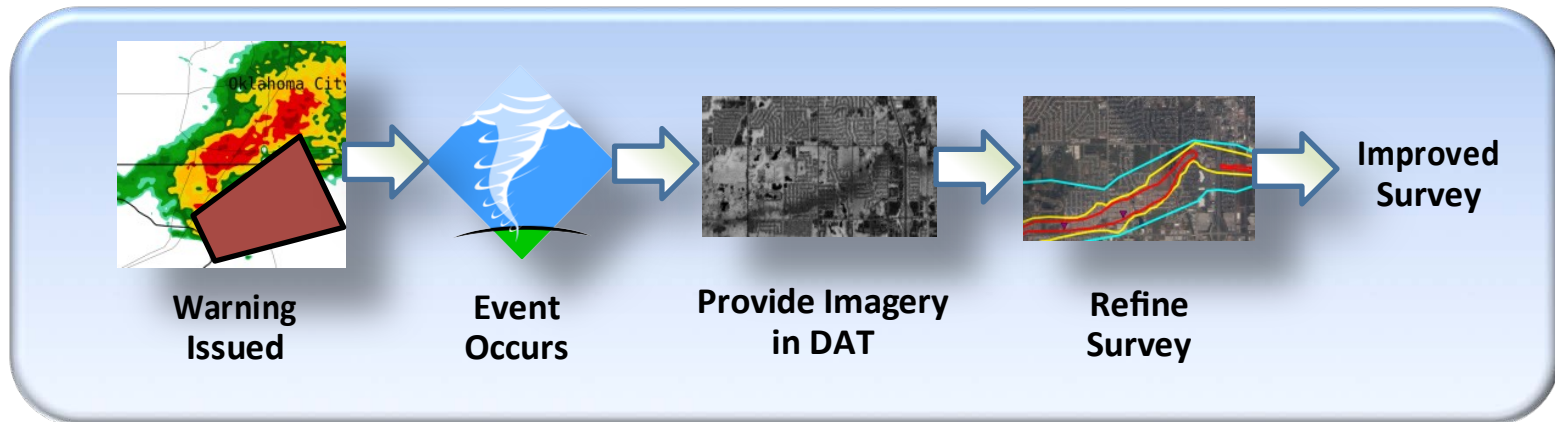 Oklahoma City
Warning
Issued
Event
Occurs
Provide Imagery
in DAT
Refine
Survey
Improved
Survey